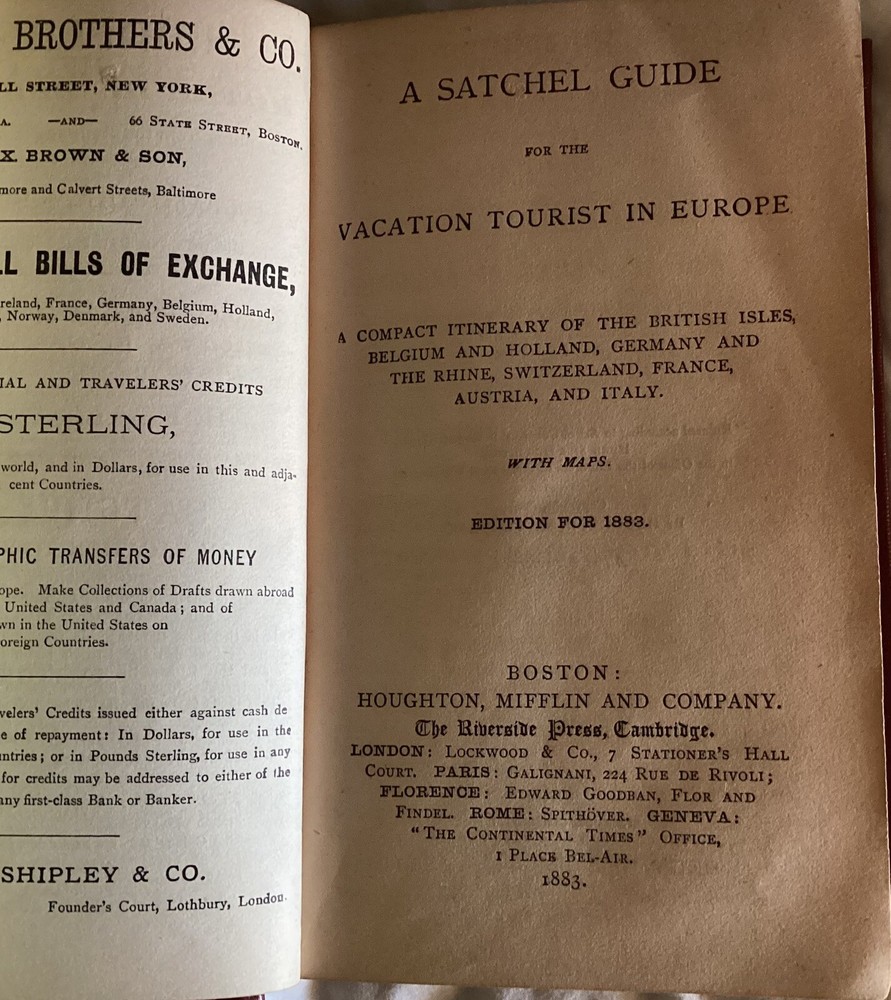 BROTHERS & CO.
LL STREET, NEW YORK,
A. —AND— 66 STATE STREET, BOSTON.
X. BROWN & SON,
more and Calvert Streets, Baltimore
LL BILLS OF EXCHANGE,
reland, France, Germany, Belgium, Holland,
, Norway, Denmark, and Sweden.
IAL AND TRAVELERS' CREDITS
STERLING,
world, and in Dollars, for use in this and adja-
cent Countries.
PHIC TRANSFERS OF MONEY
ope. Make Collections of Drafts drawn abroad
United States and Canada; and of
wn in the United States on
oreign Countries.
velers' Credits issued either against cash de
e of repayment: In Dollars, for use in the
ntries; or in Pounds Sterling, for use in any
for credits may be addressed to either of the
any first-class Bank or Banker.
SHIPLEY & CO.
Founder's Court, Lothbury, London.
A SATCHEL GUIDE
FOR THE
VACATION TOURIST IN EUROPE
A COMPACT ITINERARY OF THE BRITISH ISLES,
BELGIUM AND HOLLAND, GERMANY AND
THE RHINE, SWITZERLAND, FRANCE,
AUSTRIA, AND ITALY.
WITH MAPS.
EDITION FOR 1883.
BOSTON:
HOUGHTON, MIFFLIN AND COMPANY.
The Riverside Press, Cambridge.
LONDON: LOCKWOOD & CO., 7 STATIONER'S HALL
COURT. PARIS: GALIGNANI, 224 RUE DE RIVOLI;
FLORENCE: EDWARD GOODBAN, FLOR AND
FINDEL. ROME: SPITHÖVER. GENEVA:
"THE CONTINENTAL TIMES" OFFICE,
1 PLACE BEL-AIR.
1883.